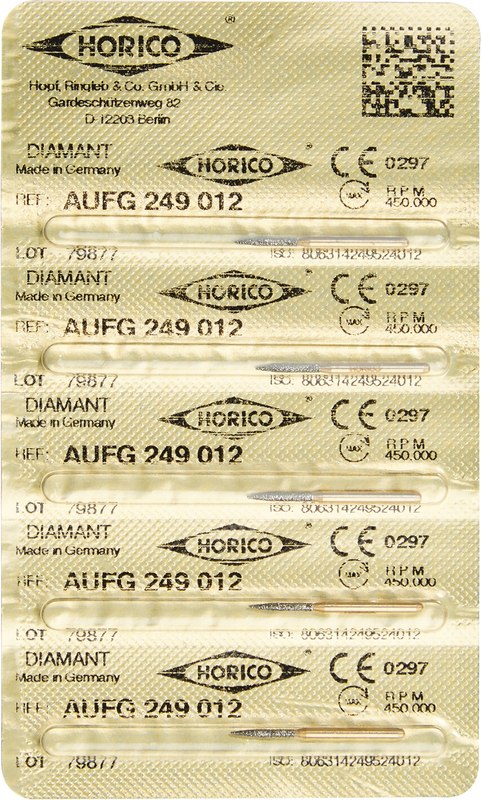 HORICO®
Hopf, Ringleb & Co. GmbH & Cie
Gardeschützenweg 82
D-12203 Berlin
DIAMANT HORICO® CE 0297
Made in Germany
REF: AUFG 249 012 MAX RPM 450.000
LOT 79877 ISO: 806314249524012
DIAMANT HORICO® CE 0297
Made in Germany
REF: AUFG 249 012 MAX RPM 450.000
LOT 79877 ISO: 806314249524012
DIAMANT HORICO® CE 0297
Made in Germany
REF: AUFG 249 012 MAX RPM 450.000
LOT 79877 ISO: 806314249524012
DIAMANT HORICO® CE 0297
Made in Germany
REF: AUFG 249 012 MAX RPM 450.000
LOT 79877 ISO: 806314249524012
DIAMANT HORICO® CE 0297
Made in Germany
REF: AUFG 249 012 MAX RPM 450.000
LOT 79877 ISO: 806314249524012